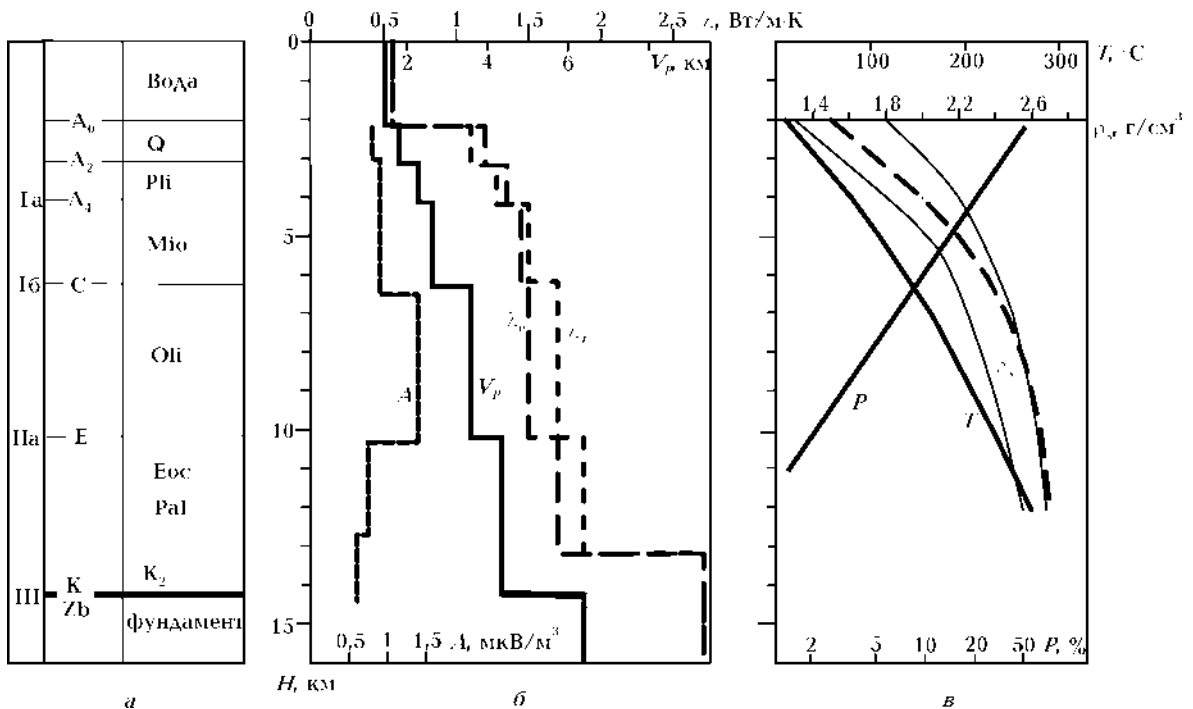 0 0,5 1 1,5 2 2,5 λ, Вт/м·К
2 4 6 V_p, км
100 200 300 T, °C
1,4 1,8 2,2 2,6 ρ, г/см³
0
5
10
15
Вода
A₀
Q
A₂
Pli
Ia A₄
Mio
Iб C
Oli
IIa E
Eoc
Pal
K₂
III K
Zb
фундамент
A
V_p
P
T
0,5 1 1,5 A, мкВ/м³
2 5 10 20 50 P, %
H, км
а
б
в